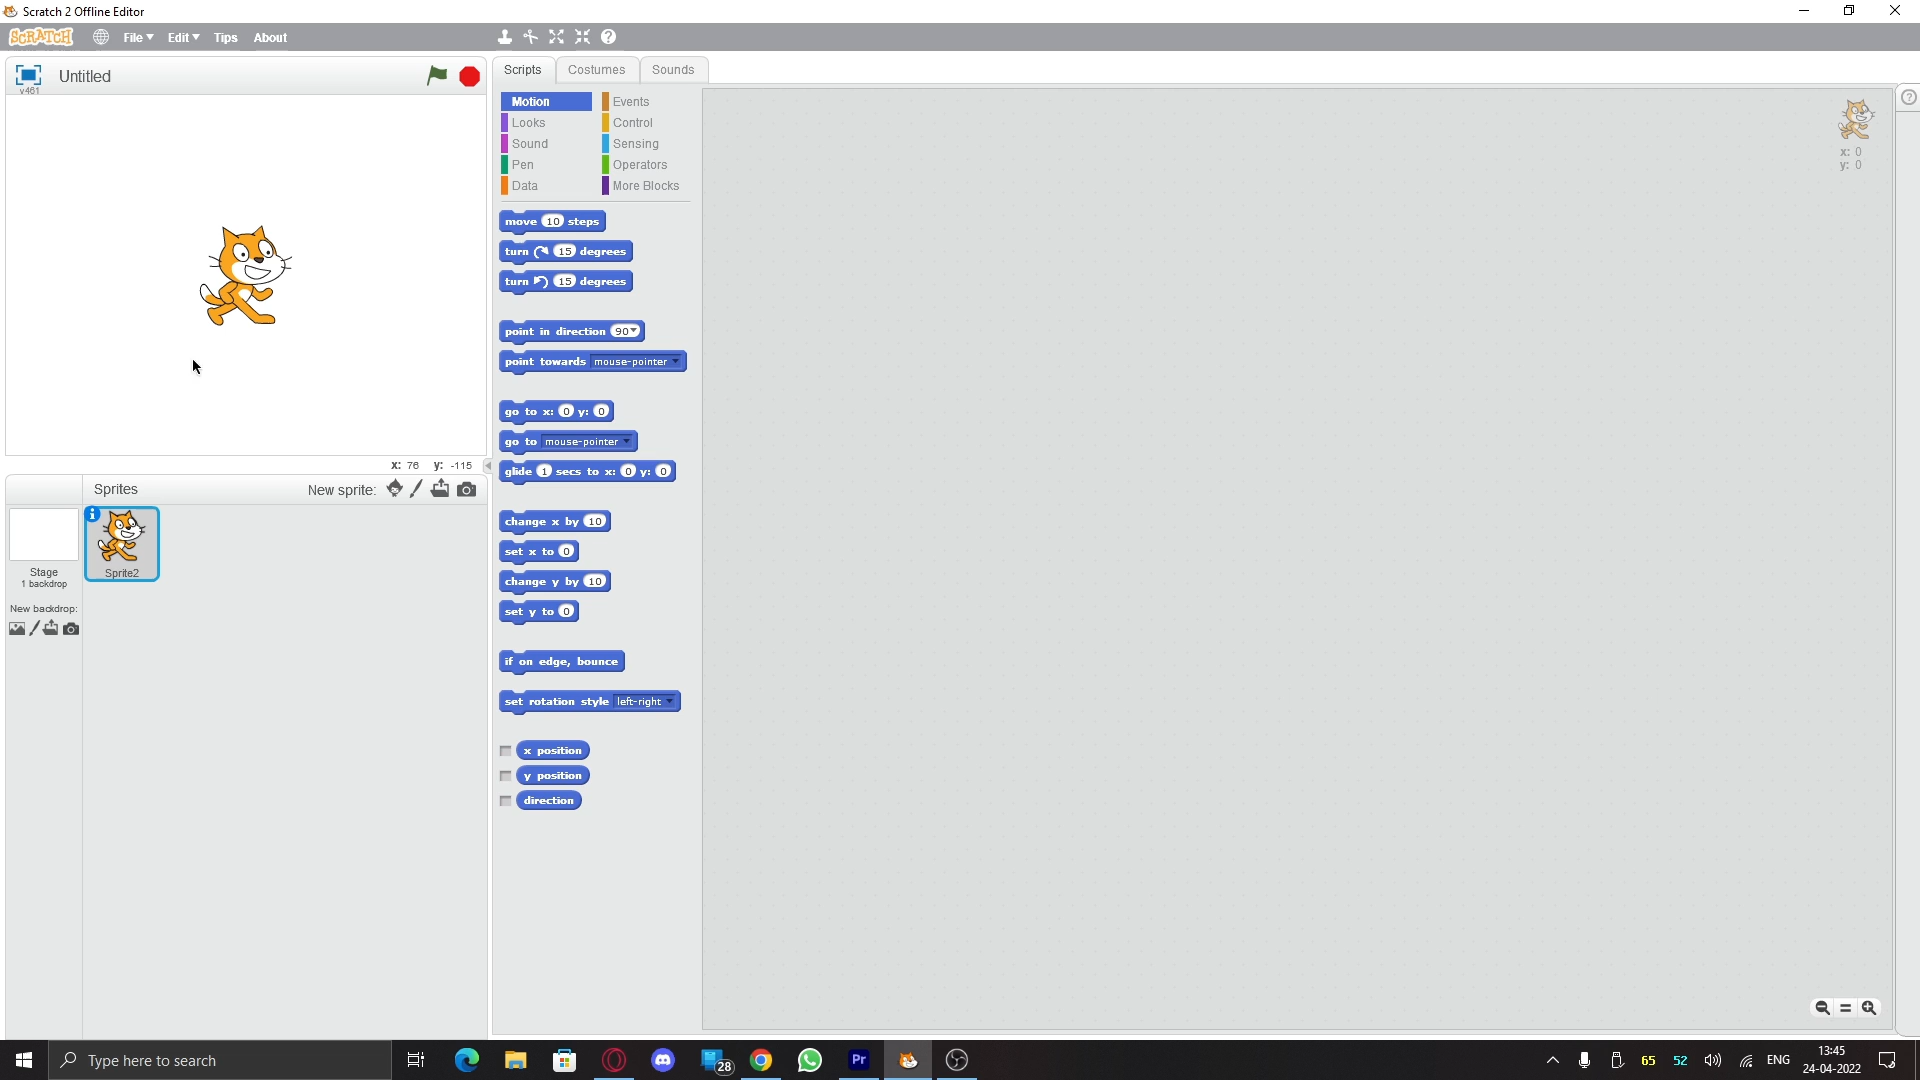 Scratch 2 Offline Editor
SCRATCH File Edit Tips About
Untitled
v461
Scripts Costumes Sounds
Motion Events
Looks Control
Sound Sensing
Pen Operators
Data More Blocks
move 10 steps
turn 15 degrees
turn 15 degrees
point in direction 90
point towards mouse-pointer
go to x: 0 y: 0
go to mouse-pointer
glide 1 secs to x: 0 y: 0
change x by 10
set x to 0
change y by 10
set y to 0
if on edge, bounce
set rotation style left-right
x position
y position
direction
x: 0
y: 0
x: 76 y: -115
Sprites New sprite:
Sprite2
Stage
1 backdrop
New backdrop:
Type here to search
28
Pr
65 52 ENG
13:45
24-04-2022